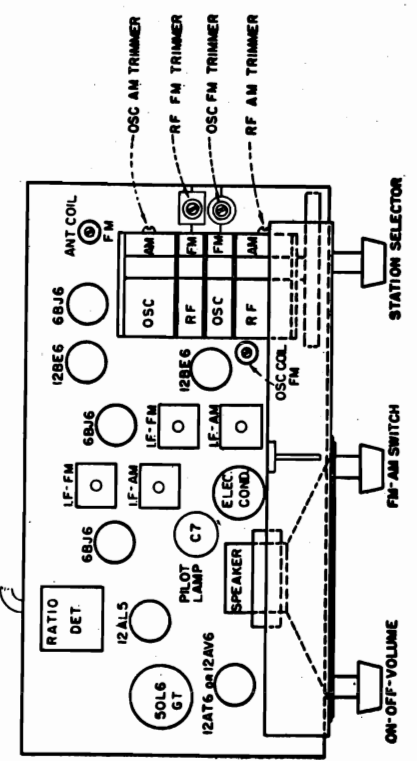 OSC AM TRIMMER
RF FM TRIMMER
OSC FM TRIMMER
RF AM TRIMMER
ANT COIL
FM
6BJ6
12BE6
OSC
AM
RF
FM
OSC
FM
RF
AM
12BE6
OSC COIL
FM
6BJ6
I.F-FM
I.F-AM
I.F-FM
I.F-AM
ELEC.
COND.
6BJ6
C7
PILOT
LAMP
SPEAKER
RATIO
DET.
12AL5
50L6
GT
12AT6 OR 12AV6
ON-OFF-VOLUME
FM-AM SWITCH
STATION SELECTOR